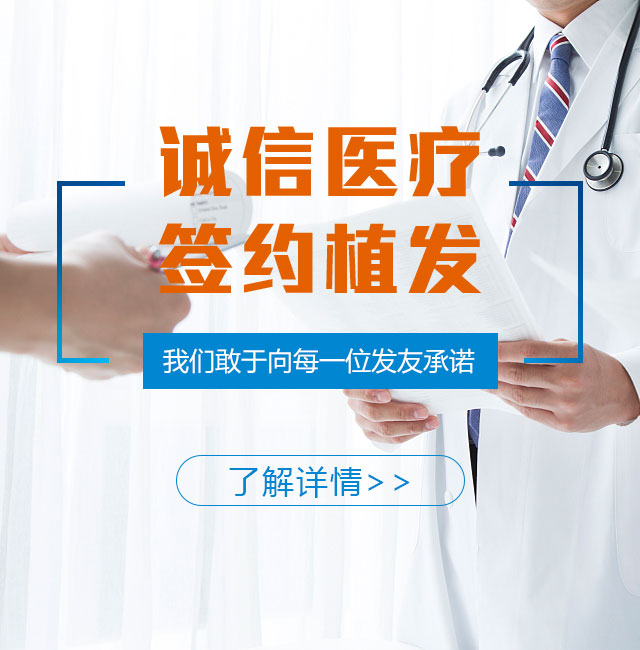 诚信医疗
签约植发
我们敢于向每一位发友承诺
了解详情>>